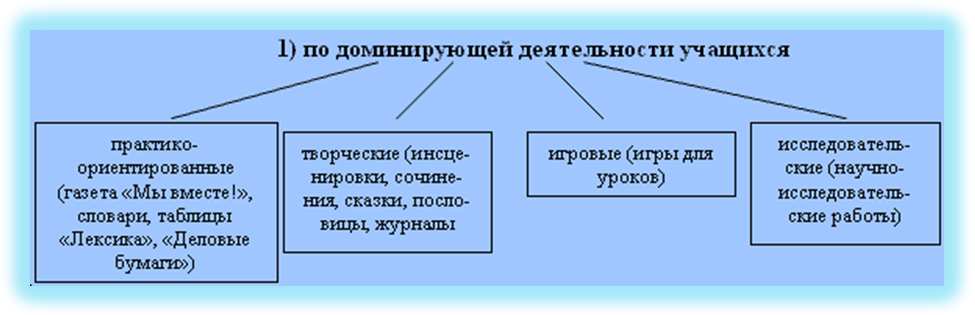 1) по доминирующей деятельности учащихся
практико-
ориентированные
(газета «Мы вместе!»,
словари, таблицы
«Лексика», «Деловые
бумаги»)
творческие (инсце-
нировки, сочине-
ния, сказки, посло-
вицы, журналы
игровые (игры для
уроков)
исследователь-
ские (научно-
исследователь-
ские работы)